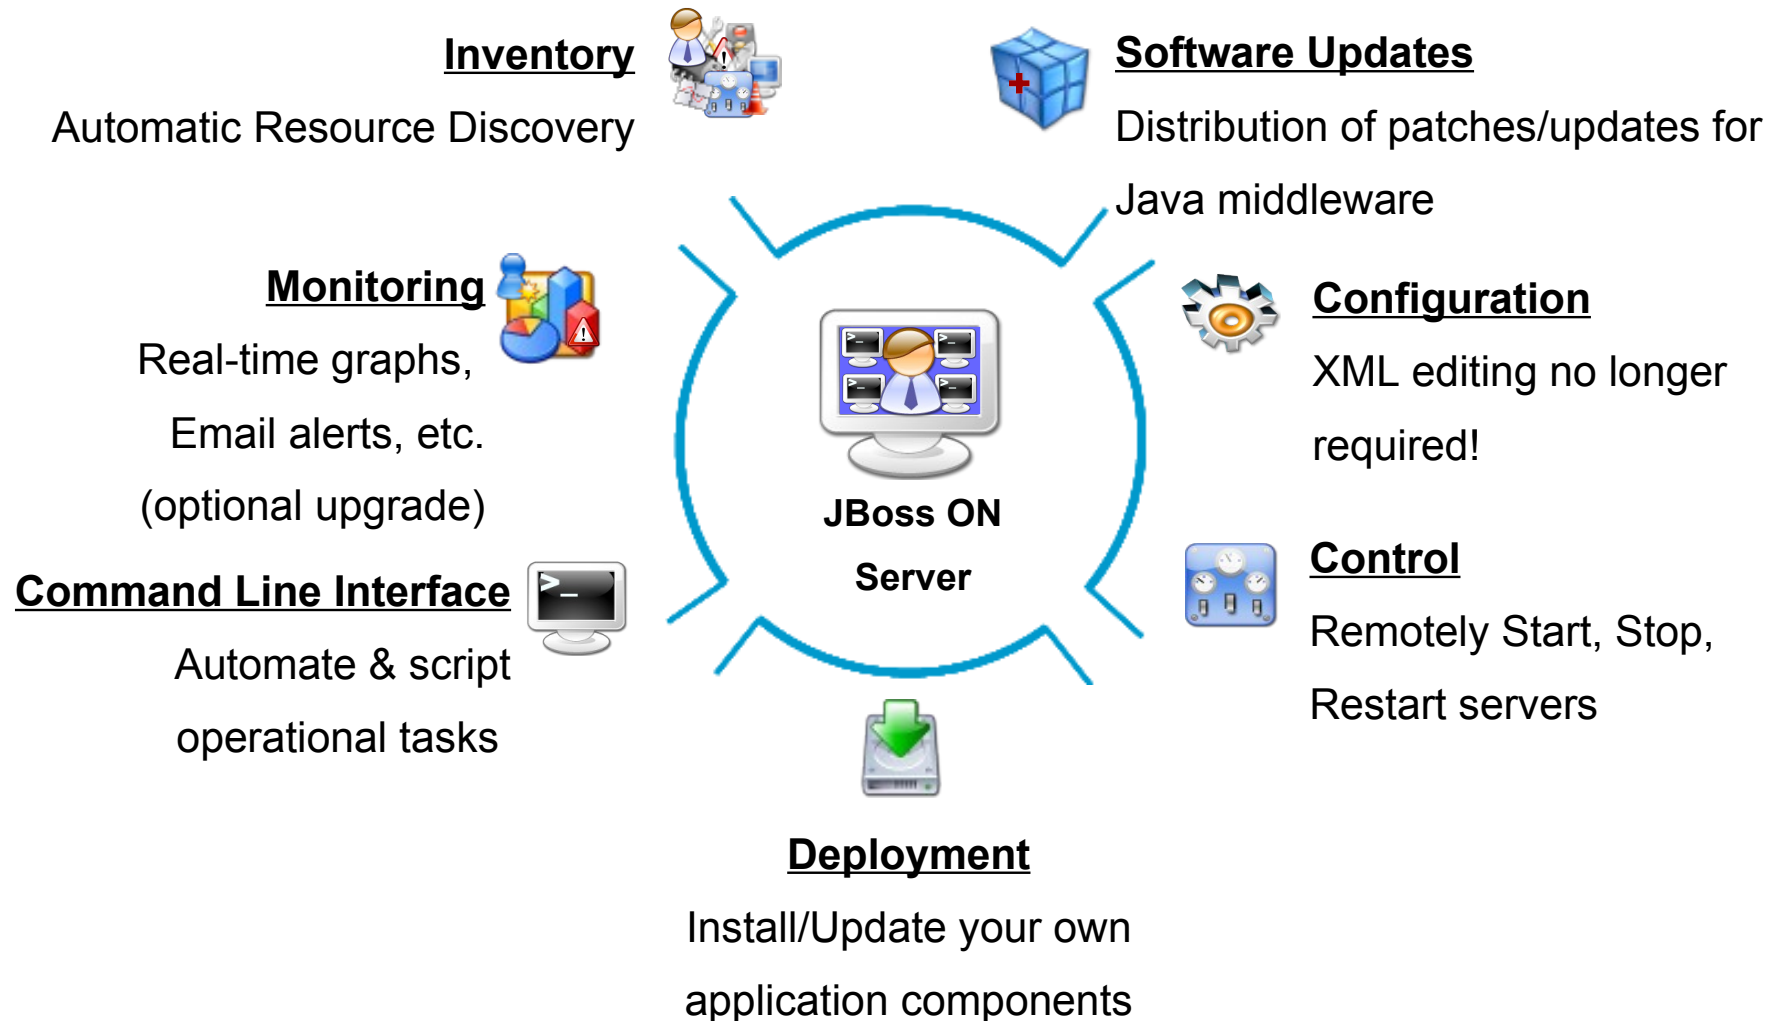 Inventory
Automatic Resource Discovery
Software Updates
Distribution of patches/updates for
Java middleware
Monitoring
Real-time graphs,
Email alerts, etc.
(optional upgrade)
Configuration
XML editing no longer
required!
JBoss ON
Server
Command Line Interface
Automate & script
operational tasks
Control
Remotely Start, Stop,
Restart servers
Deployment
Install/Update your own
application components